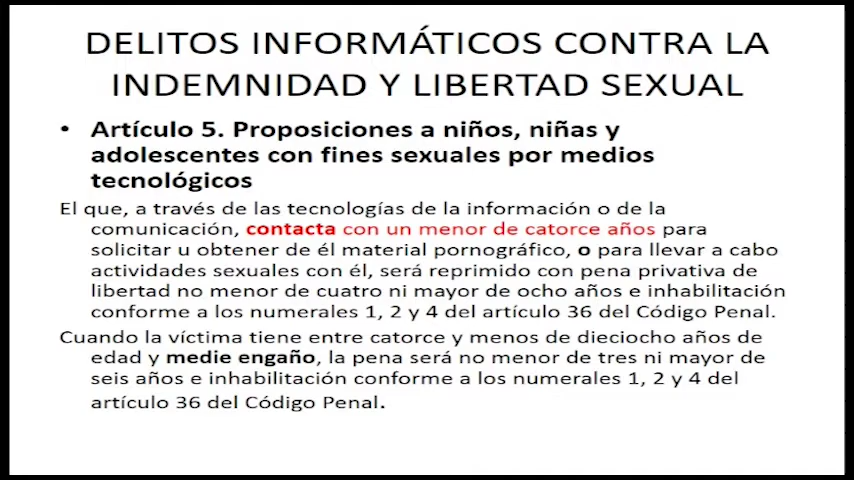 DELITOS INFORMÁTICOS CONTRA LA
INDEMNIDAD Y LIBERTAD SEXUAL
• Artículo 5. Proposiciones a niños, niñas y
adolescentes con fines sexuales por medios
tecnológicos
El que, a través de las tecnologías de la información o de la
comunicación, contacta con un menor de catorce años para
solicitar u obtener de él material pornográfico, o para llevar a cabo
actividades sexuales con él, será reprimido con pena privativa de
libertad no menor de cuatro ni mayor de ocho años e inhabilitación
conforme a los numerales 1, 2 y 4 del artículo 36 del Código Penal.
Cuando la víctima tiene entre catorce y menos de dieciocho años de
edad y medie engaño, la pena será no menor de tres ni mayor de
seis años e inhabilitación conforme a los numerales 1, 2 y 4 del
artículo 36 del Código Penal.